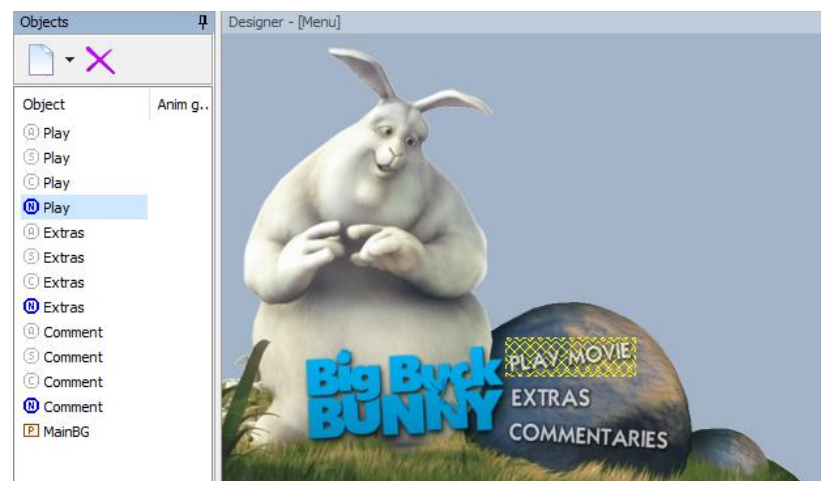 Objects
Designer - [Menu]
Object Anim g..
A Play
S Play
C Play
N Play
A Extras
S Extras
C Extras
N Extras
A Comment
S Comment
C Comment
N Comment
P MainBG
Big Buck
BUNNY
PLAY MOVIE
EXTRAS
COMMENTARIES